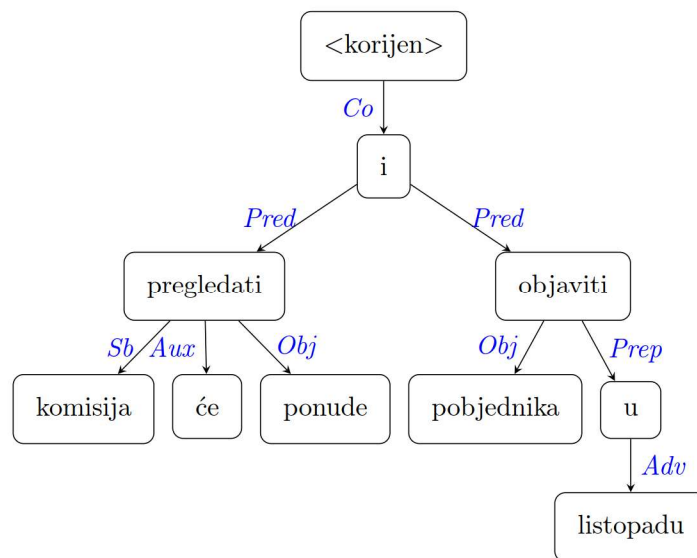 <korijen>
Co
i
Pred Pred
pregledati objaviti
Sb Aux Obj Obj Prep
komisija će ponude pobjednika u
Adv
listopadu